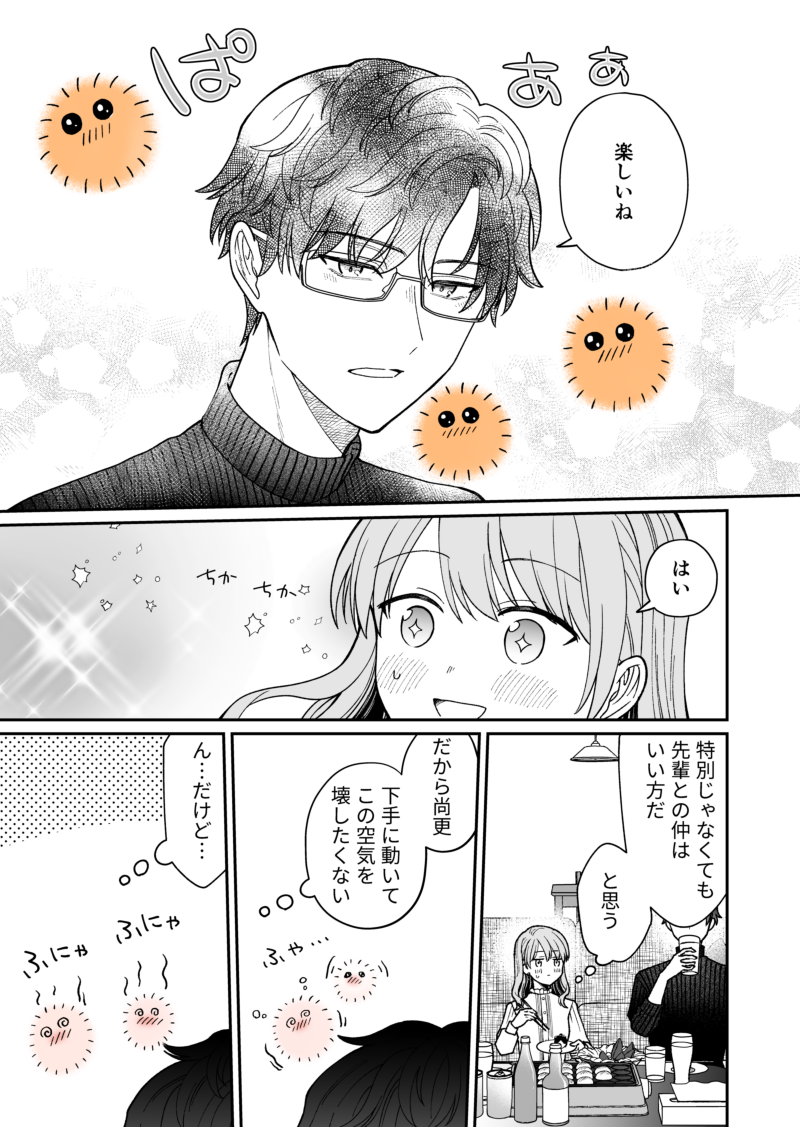 ぱあぁ
楽しいね
はい
ちかちか
特別じゃなくても
先輩との仲は
いい方だ
と思う
だから尚更
下手に動いて
この空気を
壊したくない
ふゃ…
ん…だけど…
ふにゃ
ふにゃ